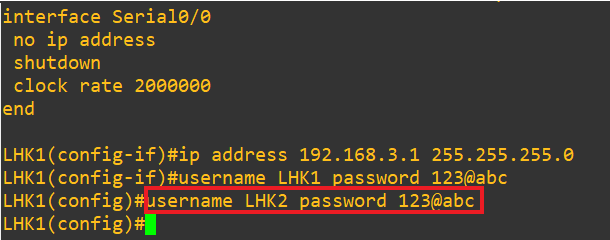 interface Serial0/0
 no ip address
 shutdown
 clock rate 2000000
end
LHK1(config-if)#ip address 192.168.3.1 255.255.255.0
LHK1(config-if)#username LHK1 password 123@abc
LHK1(config)#username LHK2 password 123@abc
LHK1(config)#